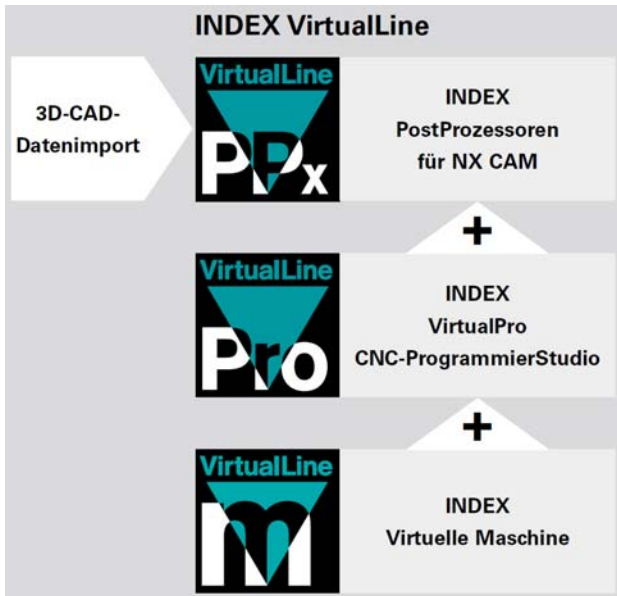 INDEX VirtualLine
3D-CAD-
Datenimport
VirtualLine
PPx
INDEX
PostProzessoren
für NX CAM
+
VirtualLine
Pro
INDEX
VirtualPro
CNC-ProgrammierStudio
+
VirtualLine
m
INDEX
Virtuelle Maschine